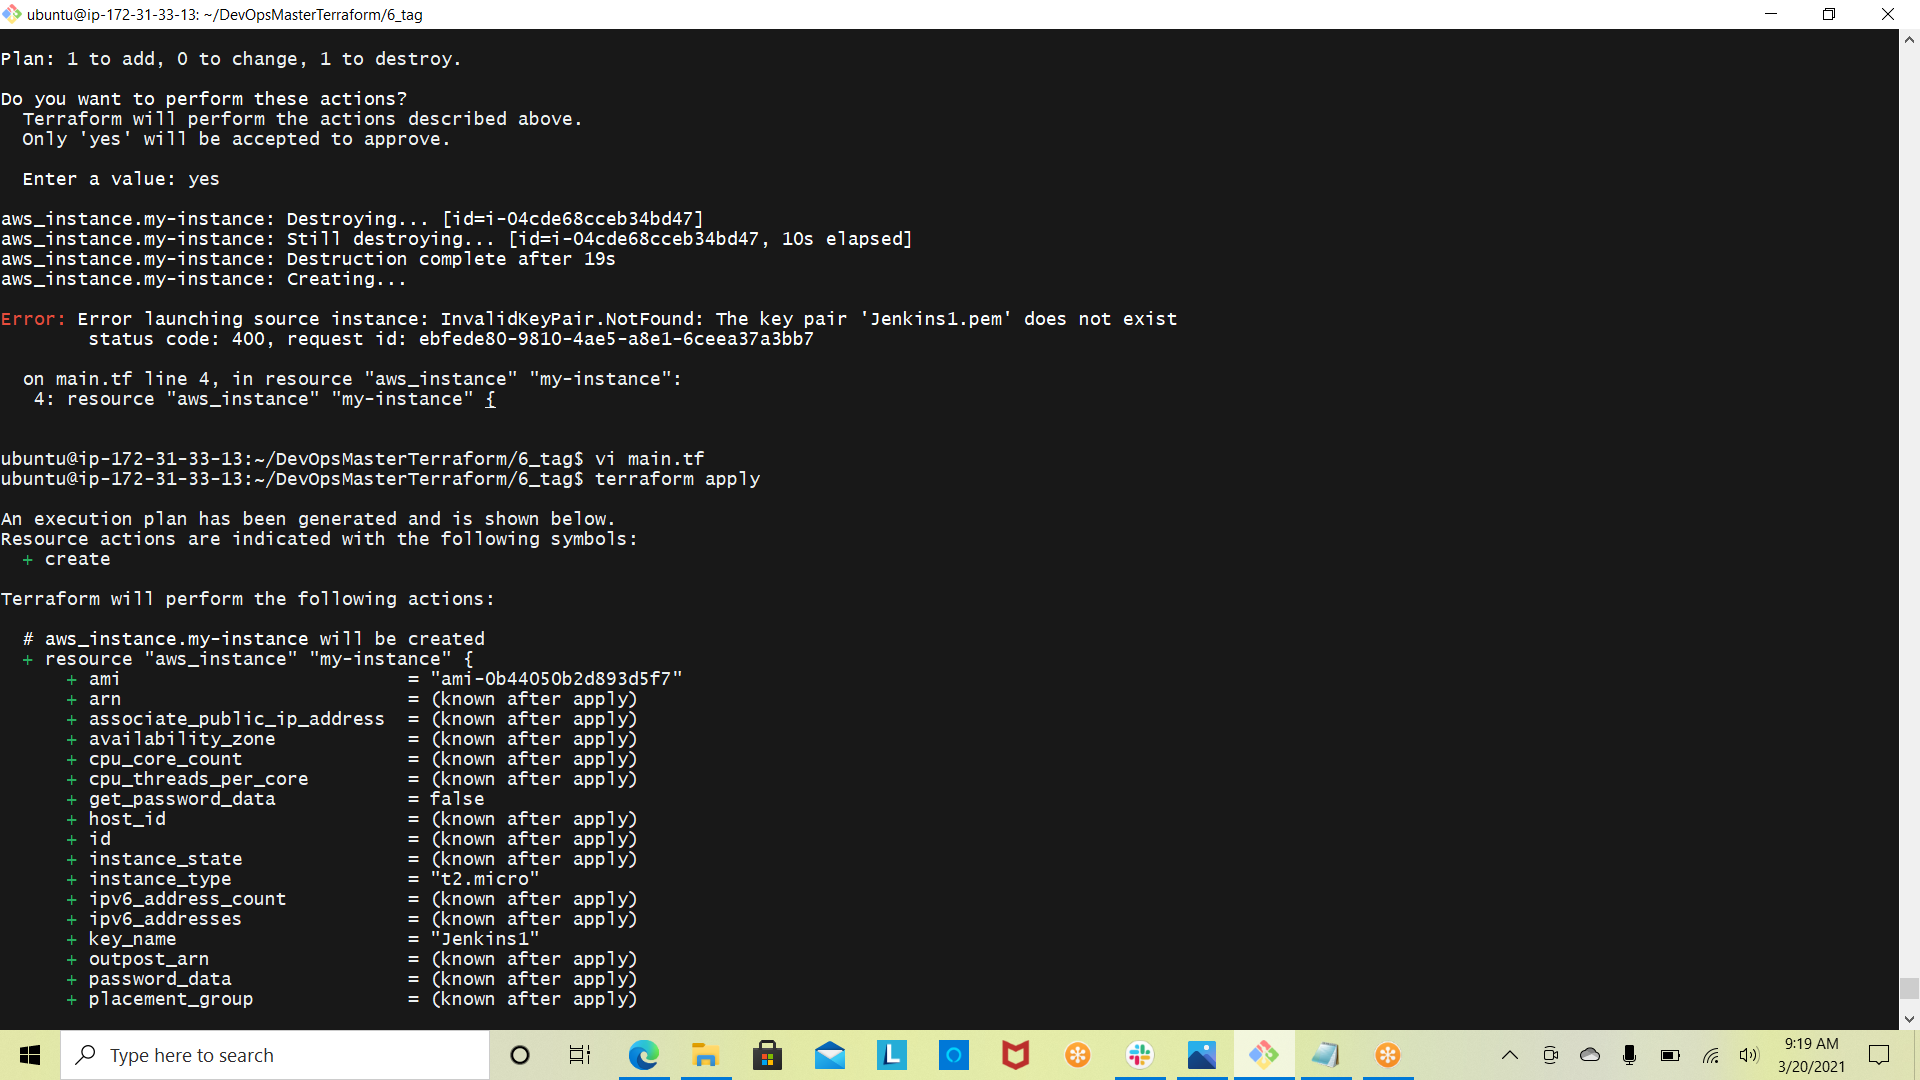 ubuntu@ip-172-31-33-13: ~/DevOpsMasterTerraform/6_tag
Plan: 1 to add, 0 to change, 1 to destroy.
Do you want to perform these actions?
  Terraform will perform the actions described above.
  Only 'yes' will be accepted to approve.
  Enter a value: yes
aws_instance.my-instance: Destroying... [id=i-04cde68cceb34bd47]
aws_instance.my-instance: Still destroying... [id=i-04cde68cceb34bd47, 10s elapsed]
aws_instance.my-instance: Destruction complete after 19s
aws_instance.my-instance: Creating...
Error: Error launching source instance: InvalidKeyPair.NotFound: The key pair 'Jenkins1.pem' does not exist
        status code: 400, request id: ebfede80-9810-4ae5-a8e1-6ceea37a3bb7
  on main.tf line 4, in resource "aws_instance" "my-instance":
   4: resource "aws_instance" "my-instance" {
ubuntu@ip-172-31-33-13:~/DevOpsMasterTerraform/6_tag$ vi main.tf
ubuntu@ip-172-31-33-13:~/DevOpsMasterTerraform/6_tag$ terraform apply
An execution plan has been generated and is shown below.
Resource actions are indicated with the following symbols:
  + create
Terraform will perform the following actions:
  # aws_instance.my-instance will be created
  + resource "aws_instance" "my-instance" {
      + ami                          = "ami-0b44050b2d893d5f7"
      + arn                          = (known after apply)
      + associate_public_ip_address  = (known after apply)
      + availability_zone            = (known after apply)
      + cpu_core_count               = (known after apply)
      + cpu_threads_per_core         = (known after apply)
      + get_password_data            = false
      + host_id                      = (known after apply)
      + id                           = (known after apply)
      + instance_state               = (known after apply)
      + instance_type                = "t2.micro"
      + ipv6_address_count           = (known after apply)
      + ipv6_addresses               = (known after apply)
      + key_name                     = "Jenkins1"
      + outpost_arn                  = (known after apply)
      + password_data                = (known after apply)
      + placement_group              = (known after apply)
Type here to search
L
9:19 AM
3/20/2021